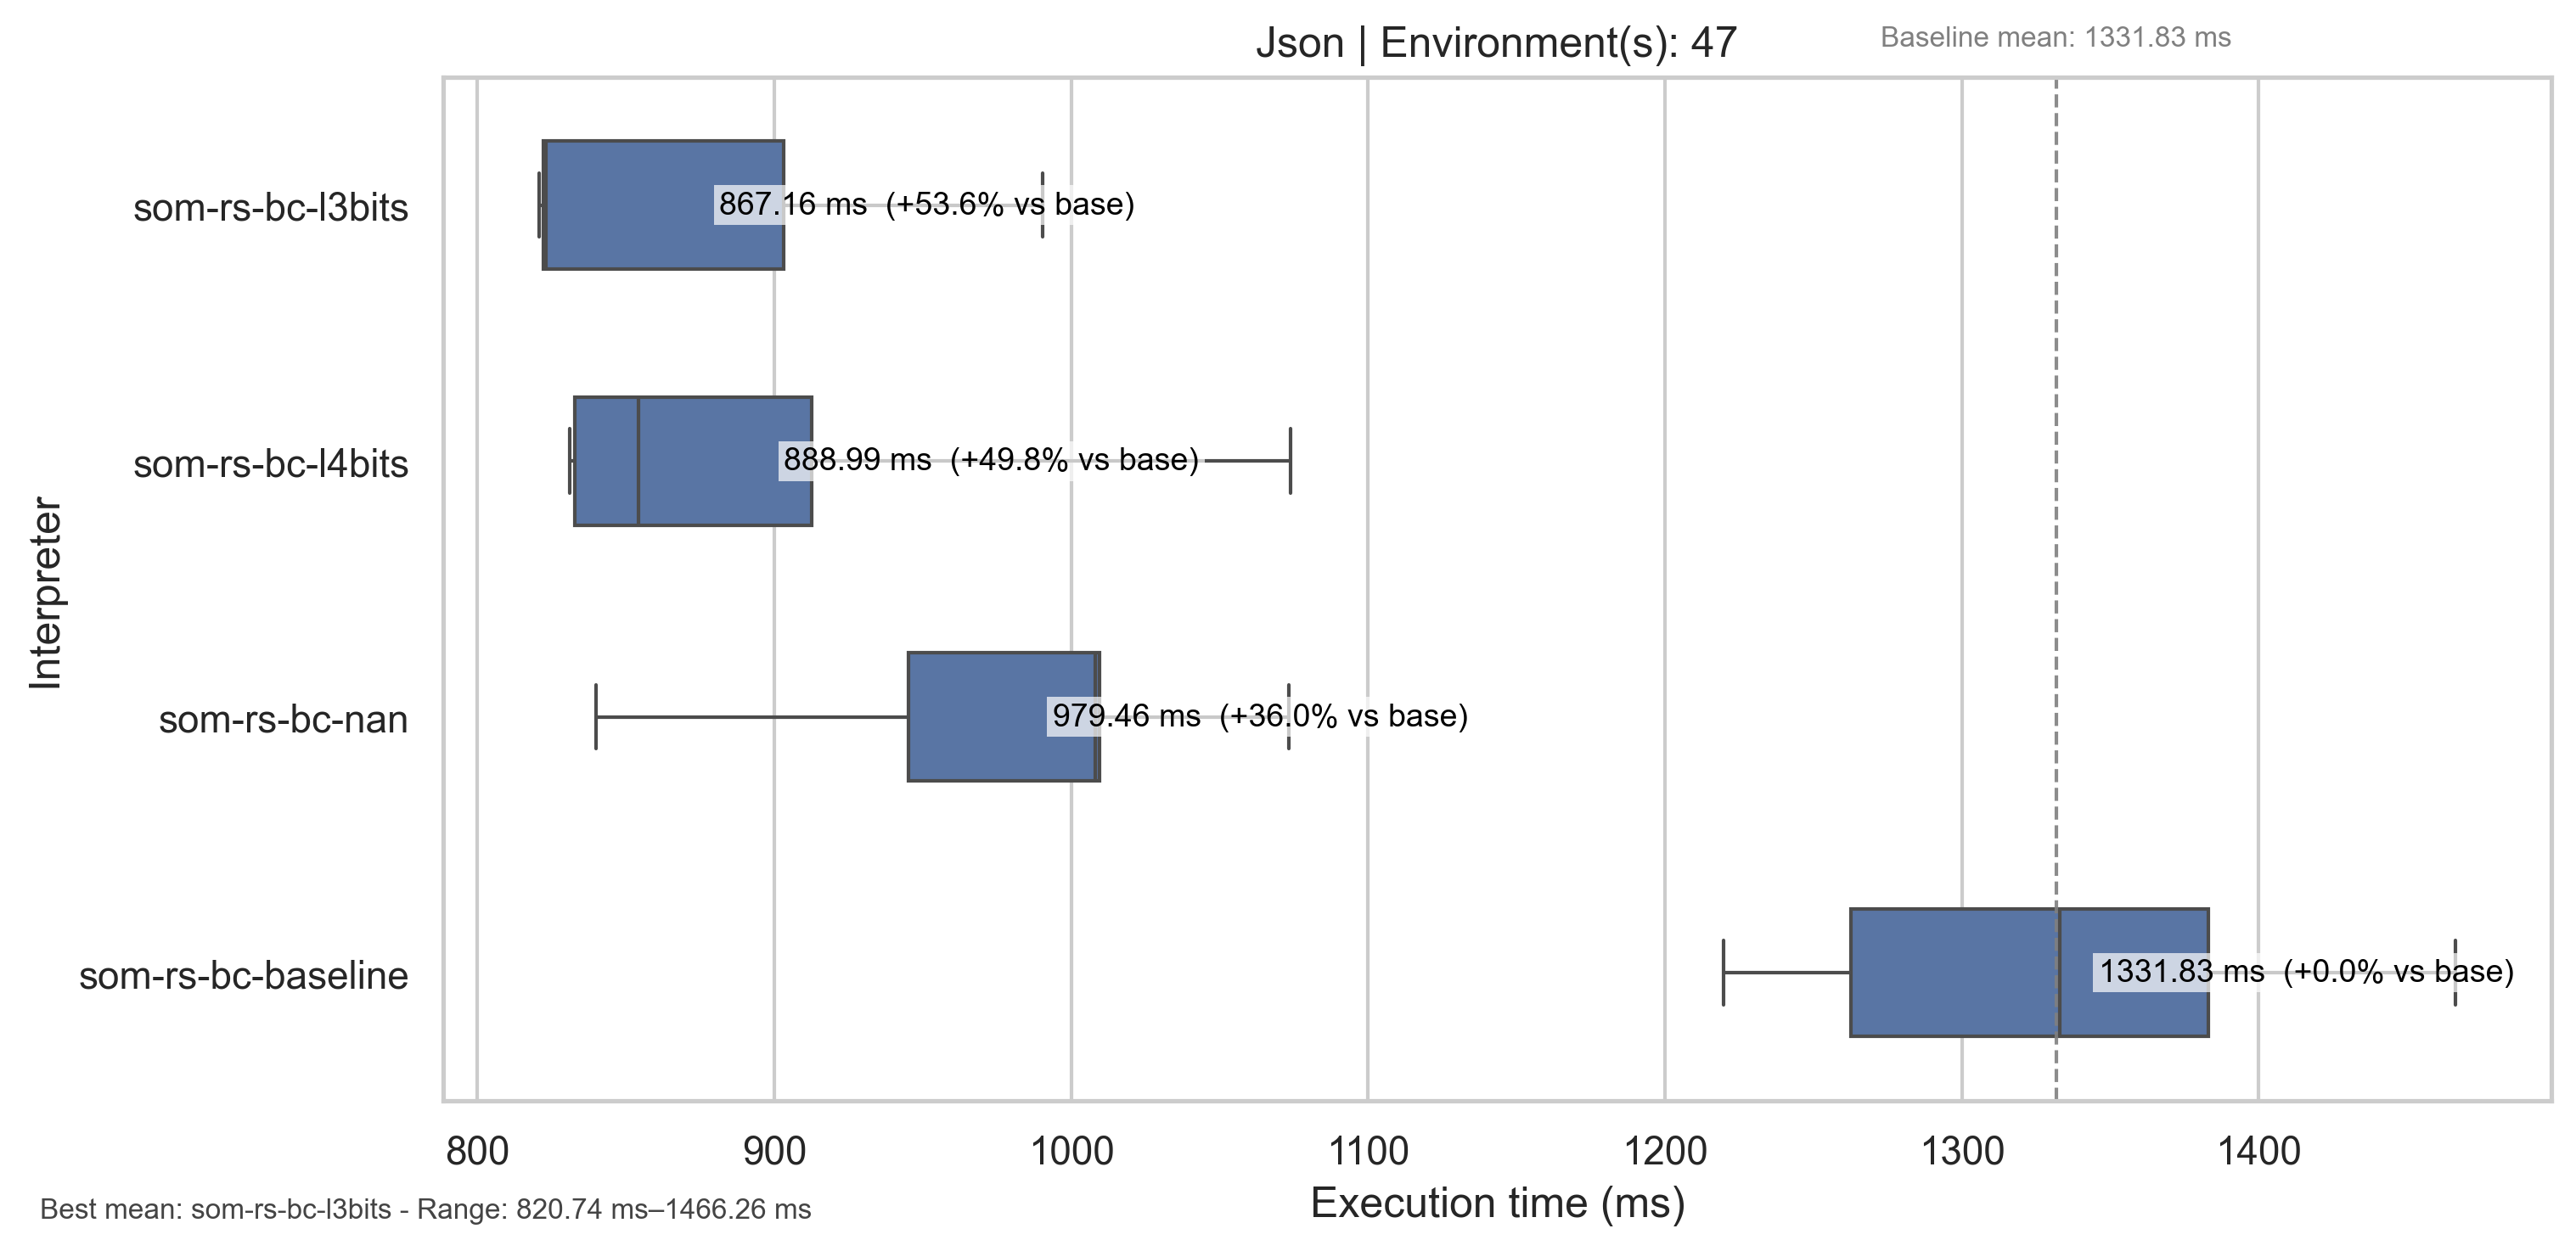 Json | Environment(s): 47
Baseline mean: 1331.83 ms
som-rs-bc-l3bits
867.16 ms (+53.6% vs base)
som-rs-bc-l4bits
888.99 ms (+49.8% vs base)
Interpreter
som-rs-bc-nan
979.46 ms (+36.0% vs base)
som-rs-bc-baseline
1331.83 ms (+0.0% vs base)
800 900 1000 1100 1200 1300 1400
Execution time (ms)
Best mean: som-rs-bc-l3bits - Range: 820.74 ms–1466.26 ms